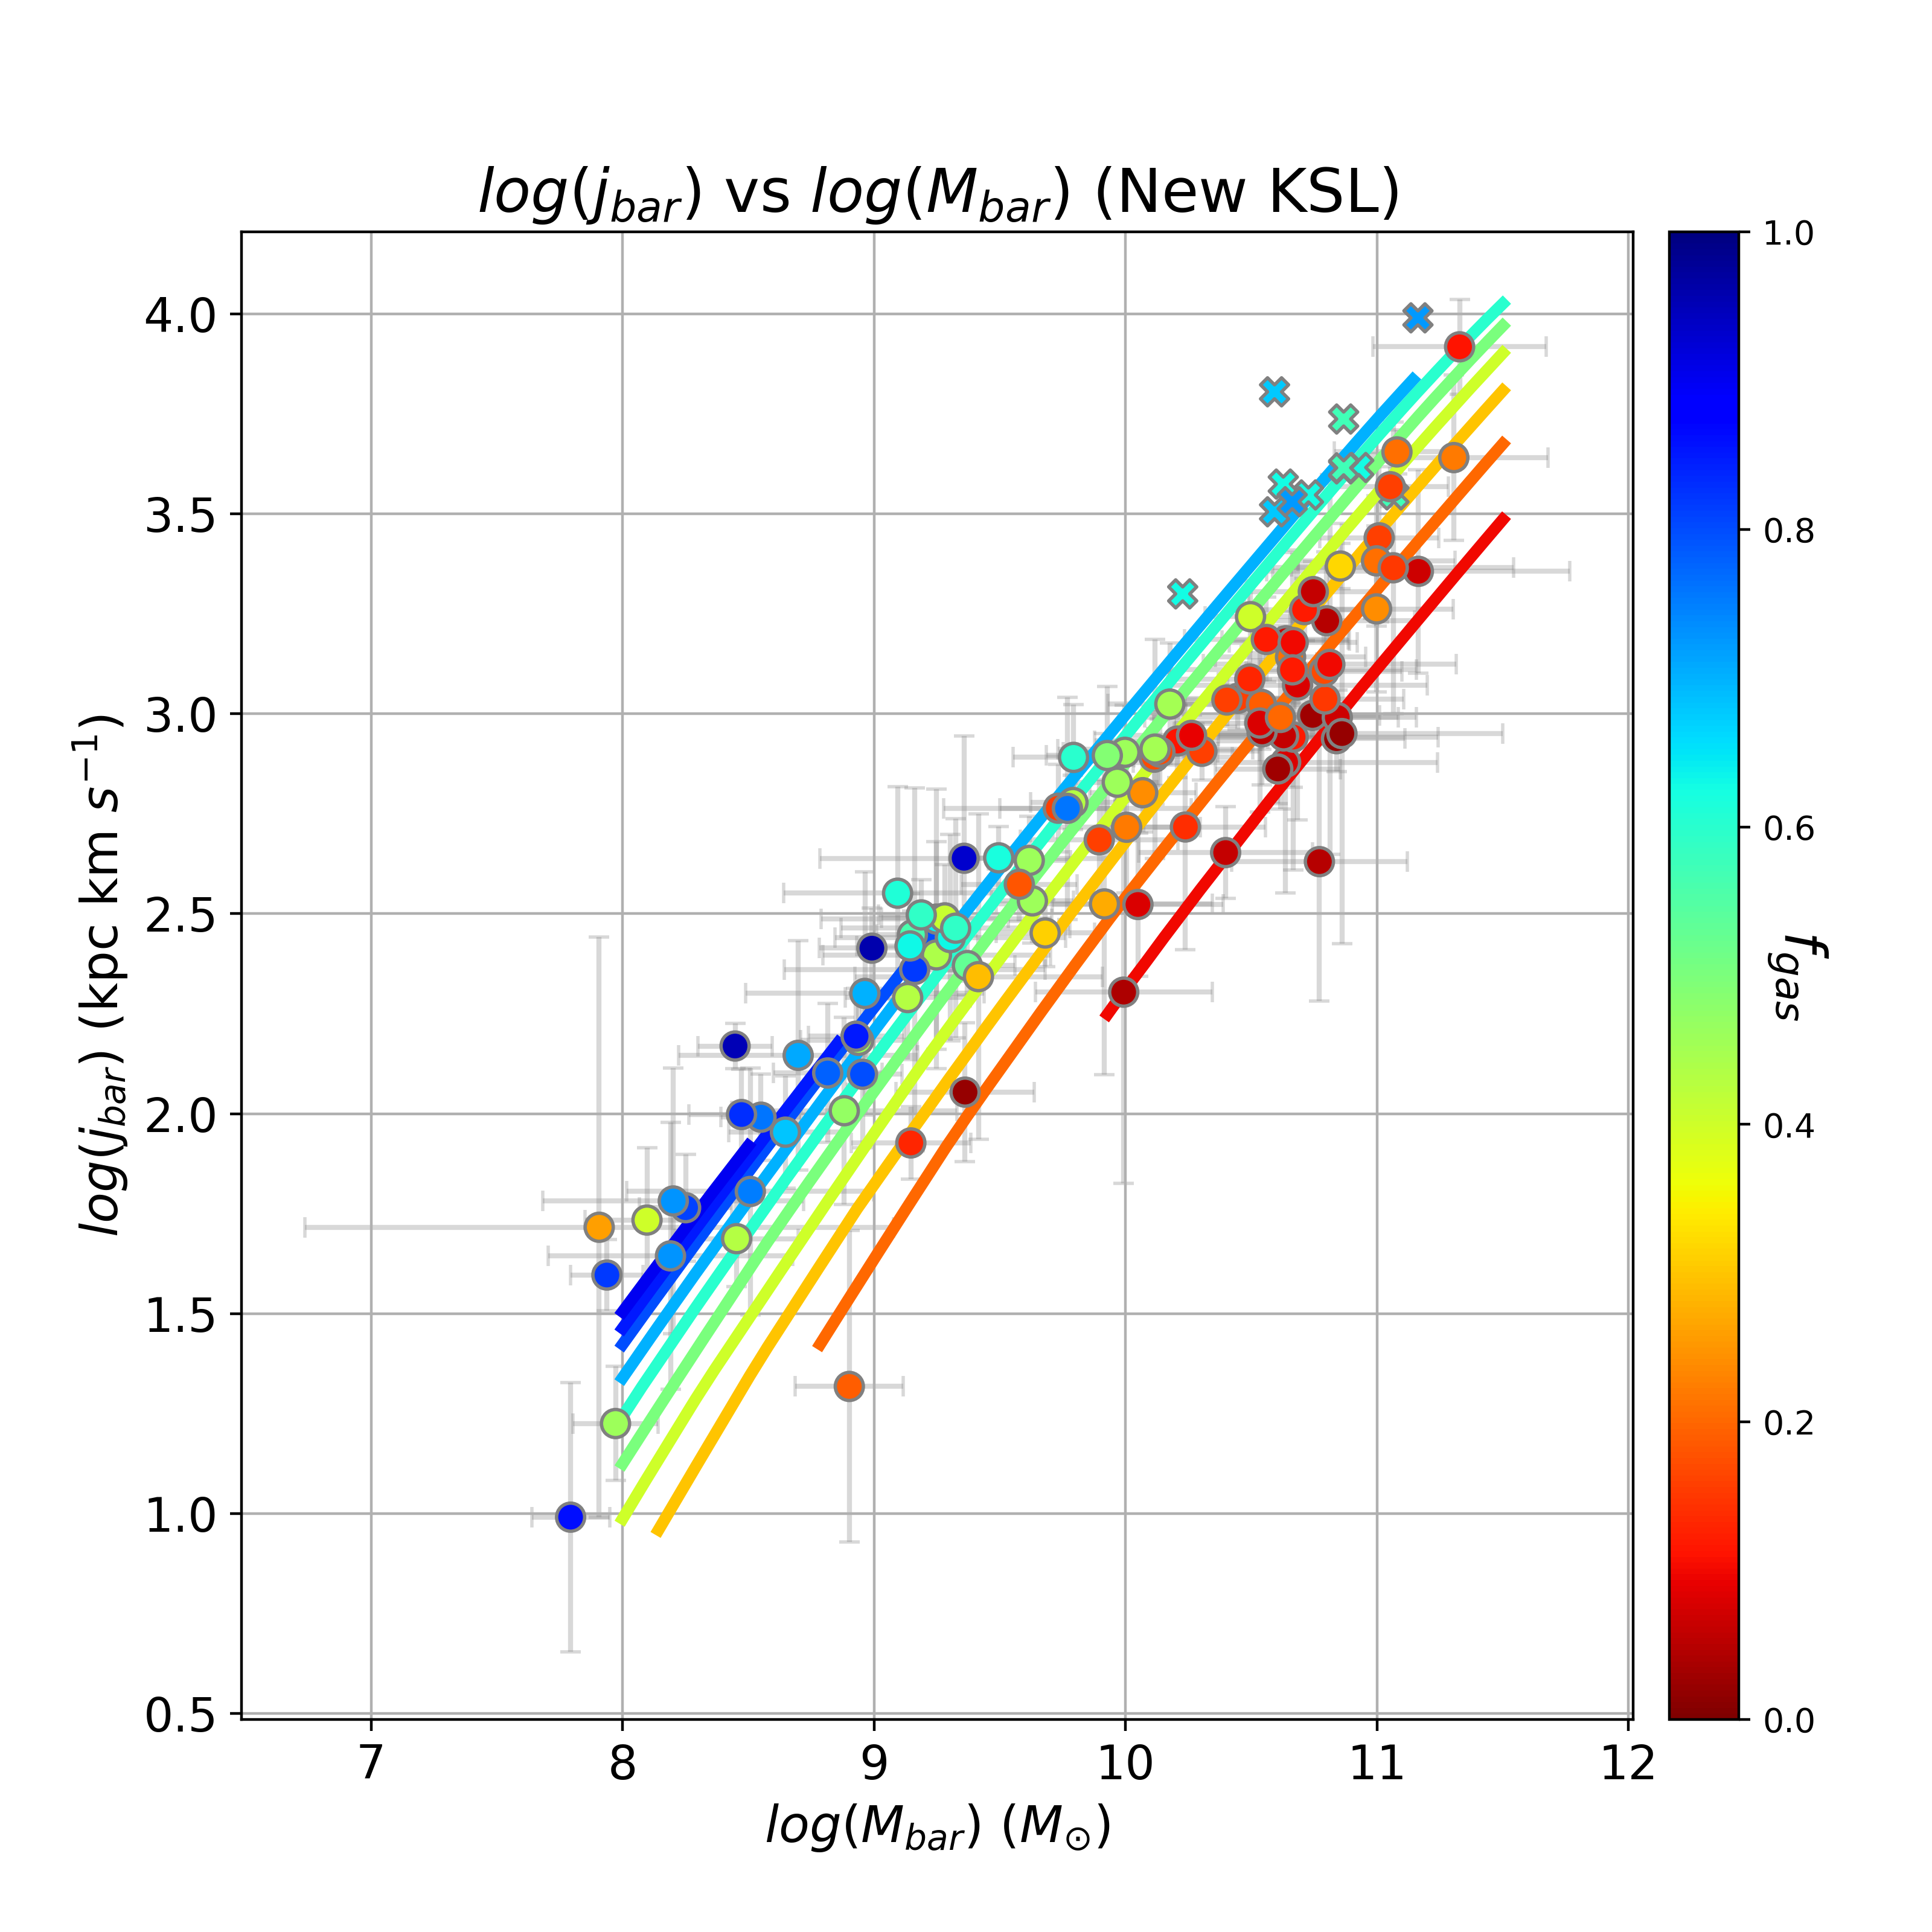 log(j_bar) vs log(M_bar) (New KSL)
log(j_bar) (kpc km s⁻¹)
4.0
3.5
3.0
2.5
2.0
1.5
1.0
0.5
7 8 9 10 11 12
log(M_bar) (M_⊙)
1.0
0.8
0.6
0.4
0.2
0.0
f_gas